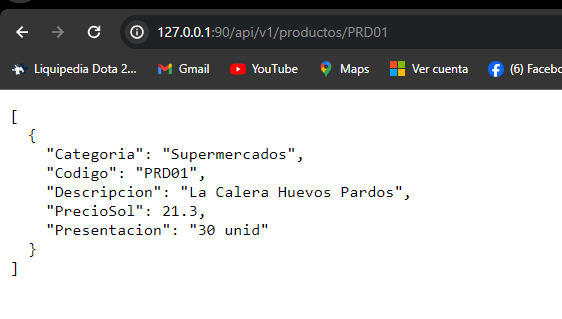 127.0.0.1:90/api/v1/productos/PRD01
Liquipedia Dota 2... Gmail YouTube Maps Ver cuenta (6) Facebo
[
{
"Categoria": "Supermercados",
"Codigo": "PRD01",
"Descripcion": "La Calera Huevos Pardos",
"PrecioSol": 21.3,
"Presentacion": "30 unid"
}
]